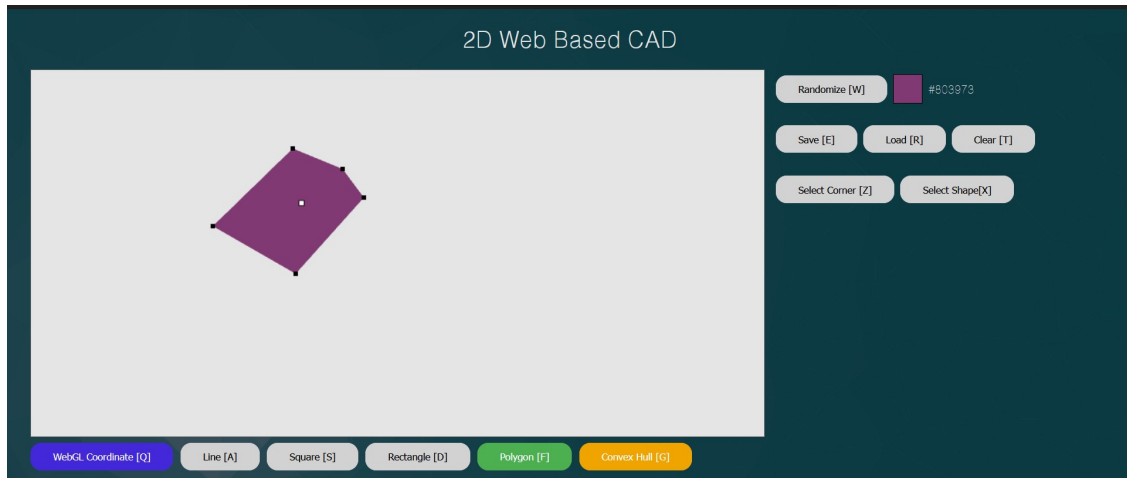 2D Web Based CAD
Randomize [W] #803973
Save [E] Load [R] Clear [T]
Select Corner [Z] Select Shape[X]
WebGL Coordinate [Q] Line [A] Square [S] Rectangle [D] Polygon [F] Convex Hull [G]